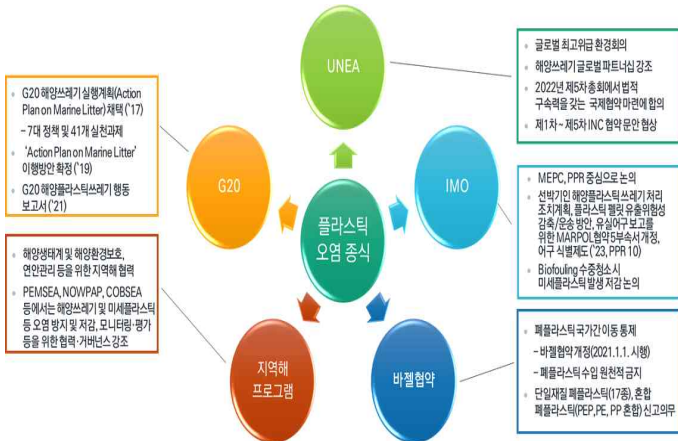 UNEA
• 글로벌 최고위급 환경회의
• 해양쓰레기 글로벌 파트너십 강조
• 2022년 제5차 총회에서 법적
구속력을 갖는 국제협약 마련에 합의
• 제1차~제5차 INC 협약 문안 협상
• G20 해양쓰레기 실행계획(Action
Plan on Marine Litter) 채택 ('17)
– 7대 정책 및 41개 실천과제
• 'Action Plan on Marine Litter'
이행방안 확정 ('19)
• G20 해양플라스틱쓰레기 행동
보고서 ('21)
G20
플라스틱
오염 종식
IMO
• MEPC, PPR 중심으로 논의
• 선박기인 해양플라스틱쓰레기 처리
조치계획, 플라스틱 펠릿 유출위험성
감축/운송 방안, 유실어구 보고를
위한 MARPOL협약 5부속서 개정,
어구 식별제도 ('23, PPR 10)
• Biofouling 수중청소 시
미세플라스틱 발생 저감 논의
• 해양생태계 및 해양환경보호,
연안관리 등을 위한 지역해 협력
• PEMSEA, NOWPAP, COBSEA
등에서는 해양쓰레기 및 미세플라스틱
등 오염 방지 및 저감, 모니터링·평가
등을 위한 협력·거버넌스 강조
지역해
프로그램
바젤협약
• 폐플라스틱 국가간 이동 통제
– 바젤협약 개정(2021.1.1. 시행)
– 폐플라스틱 수입 원천적 금지
• 단일재질 폐플라스틱(17종), 혼합
폐플라스틱(PEP,PE, PP 혼합) 신고의무